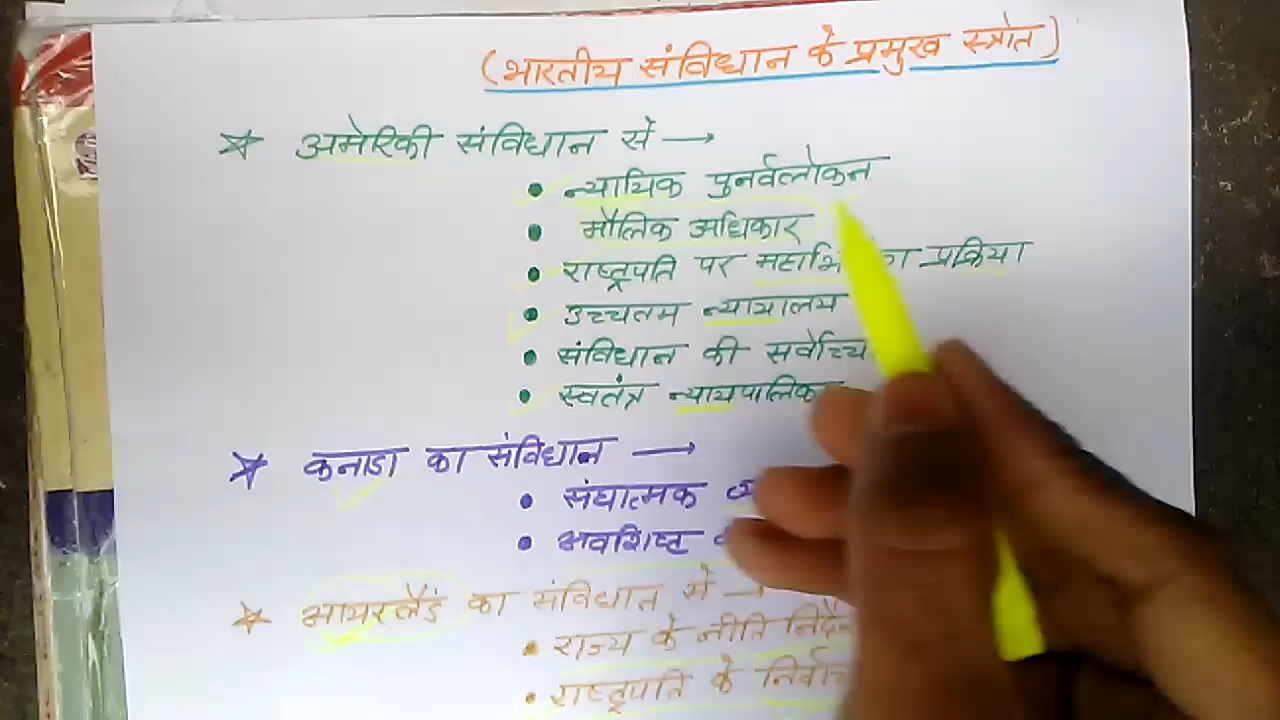 (भारतीय संविधान के प्रमुख स्त्रोत)
अमेरिकी संविधान से →
• न्यायिक पुनर्वलोकन
• मौलिक अधिकार
• राष्ट्रपति पर का प्रक्रिया
• उच्चतम न्यायालय
• संविधान की
• स्वतंत्र न्यायपालिका
कनाडा का संविधान →
• संघात्मक
• अवशिष्ट
आयरलैंड का संविधान में →
• राज्य के नीति
• राष्ट्रपति के